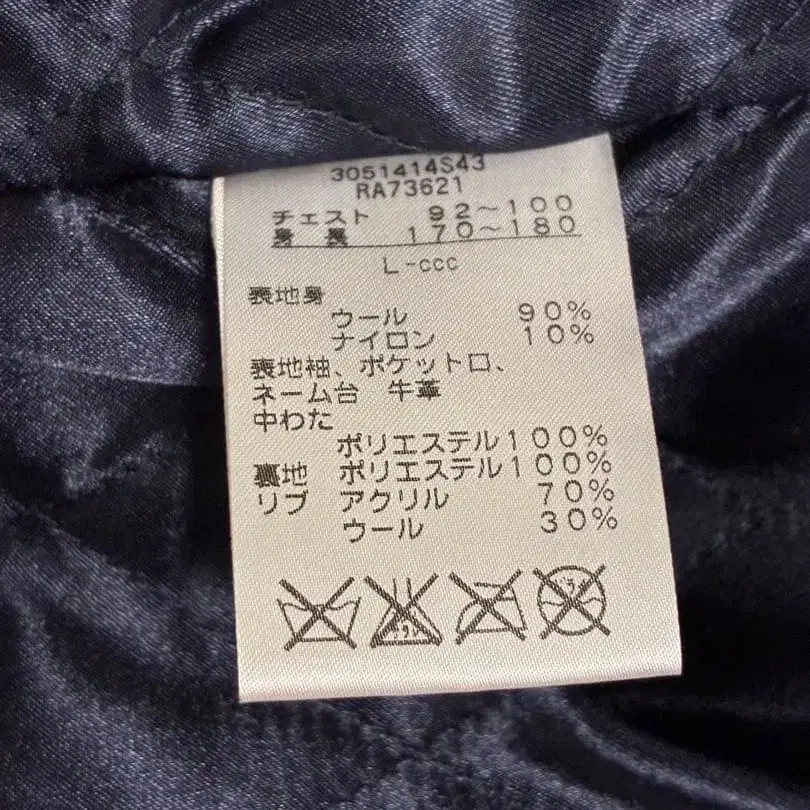 3051414S43
RA73621
チェスト 92～100
身 長 170～180
L-ccc
表地身
ウール 90%
ナイロン 10%
表地袖、ポケット口、
ネーム台 牛革
中わた
ポリエステル100%
裏地 ポリエステル100%
リブ アクリル 70%
ウール 30%